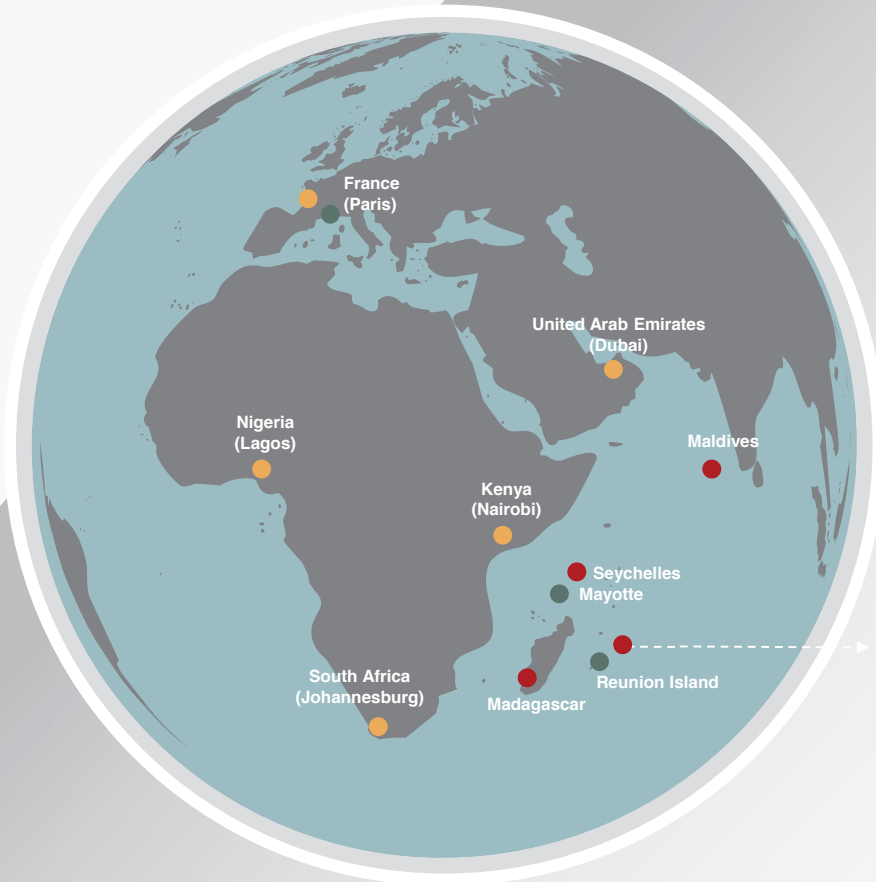 France
(Paris)
United Arab Emirates
(Dubai)
Nigeria
(Lagos)
Maldives
Kenya
(Nairobi)
Seychelles
Mayotte
South Africa
(Johannesburg)
Reunion Island
Madagascar